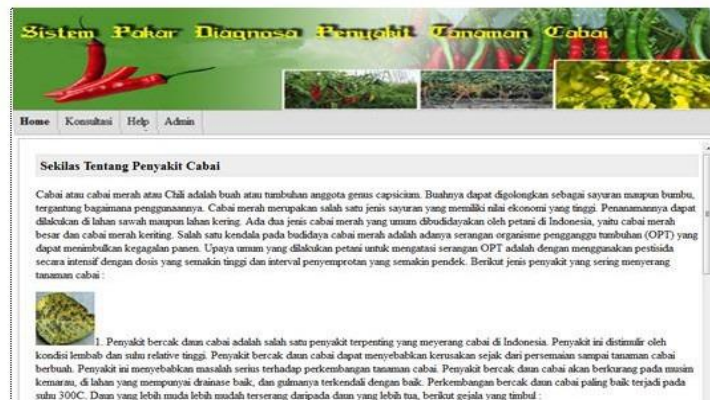 Sistem Pakar Diagnosa Penyakit Tanaman Cabai
Home Konsultasi Help Admin
Sekilas Tentang Penyakit Cabai
Cabai atau cabai merah atau Chili adalah buah atau tumbuhan anggota genus capsicium. Buahnya dapat digolongkan sebagai sayuran maupun bumbu,
tergantung bagaimana penggunaannya. Cabai merah merupakan salah satu jenis sayuran yang memiliki nilai ekonomi yang tinggi. Penanamannya dapat
dilakukan di lahan sawah maupun lahan kering. Ada dua jenis cabai merah yang umum dibudidayakan oleh petani di Indonesia, yaitu cabai merah
besar dan cabai merah keriting. Salah satu kendala pada budidaya cabai merah adalah adanya serangan organisme pengganggu tumbuhan (OPT) yang
dapat menimbulkan kegagalan panen. Upaya umum yang dilakukan petani untuk mengatasi serangan OPT adalah dengan menggunakan pestisida
secara intensif dengan dosis yang semakin tinggi dan interval penyemprotan yang semakin pendek. Berikut jenis penyakit yang sering menyerang
tanaman cabai :
1. Penyakit bercak daun cabai adalah salah satu penyakit terpenting yang meyerang cabai di Indonesia. Penyakit ini distimulir oleh
kondisi lembab dan suhu relative tinggi. Penyakit bercak daun cabai dapat menyebabkan kerusakan sejak dari persemaian sampai tanaman cabai
berbuah. Penyakit ini menyebabkan masalah serius terhadap perkembangan tanaman cabai. Penyakit bercak daun cabai akan berkurang pada musim
kemarau, di lahan yang mempunyai drainase baik, dan gulmanya terkendali dengan baik. Perkembangan bercak daun cabai paling baik terjadi pada
suhu 300C. Daun yang lebih muda lebih mudah terserang daripada daun yang lebih tua, berikut gejala yang timbul :